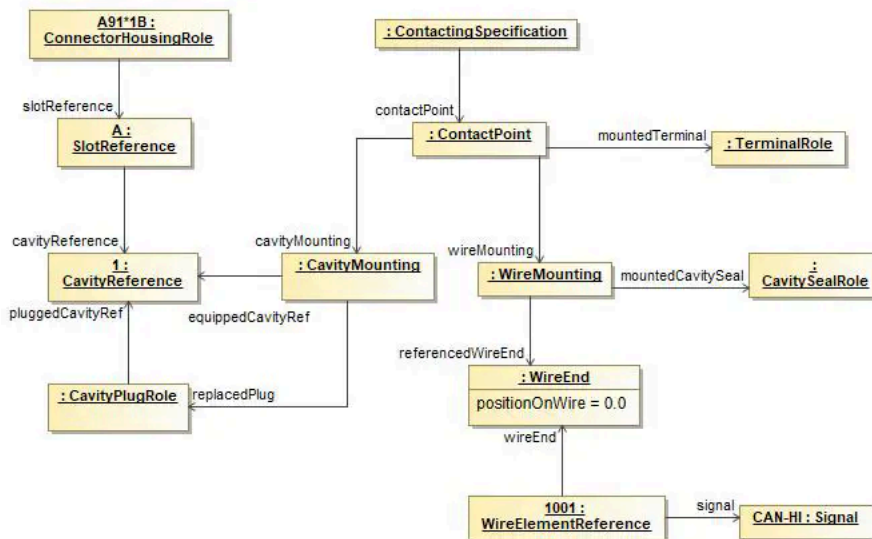 A91*1B :
ConnectorHousingRole
: ContactingSpecification
slotReference
contactPoint
A :
SlotReference
: ContactPoint
mountedTerminal
: TerminalRole
cavityReference
cavityMounting
wireMounting
1 :
CavityReference
: CavityMounting
: WireMounting
mountedCavitySeal
:
CavitySealRole
pluggedCavityRef
equippedCavityRef
referencedWireEnd
: CavityPlugRole
replacedPlug
: WireEnd
positionOnWire = 0.0
wireEnd
1001 :
WireElementReference
signal
CAN-HI : Signal